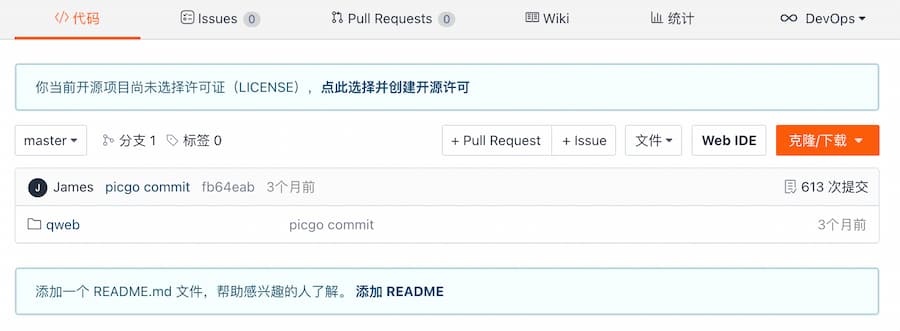 代码 Issues 0 Pull Requests 0 Wiki 统计 DevOps
你当前开源项目尚未选择许可证（LICENSE），点此选择并创建开源许可
master 分支 1 标签 0 + Pull Request + Issue 文件 Web IDE 克隆/下载
J James picgo commit fb64eab 3个月前 613 次提交
qweb picgo commit 3个月前
添加一个 README.md 文件，帮助感兴趣的人了解。 添加 README